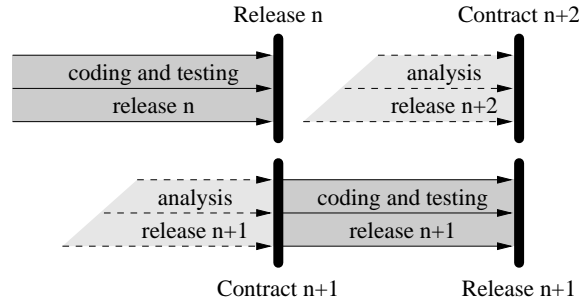 Release n
Contract n+2
coding and testing
release n
analysis
release n+2
analysis
release n+1
coding and testing
release n+1
Contract n+1
Release n+1